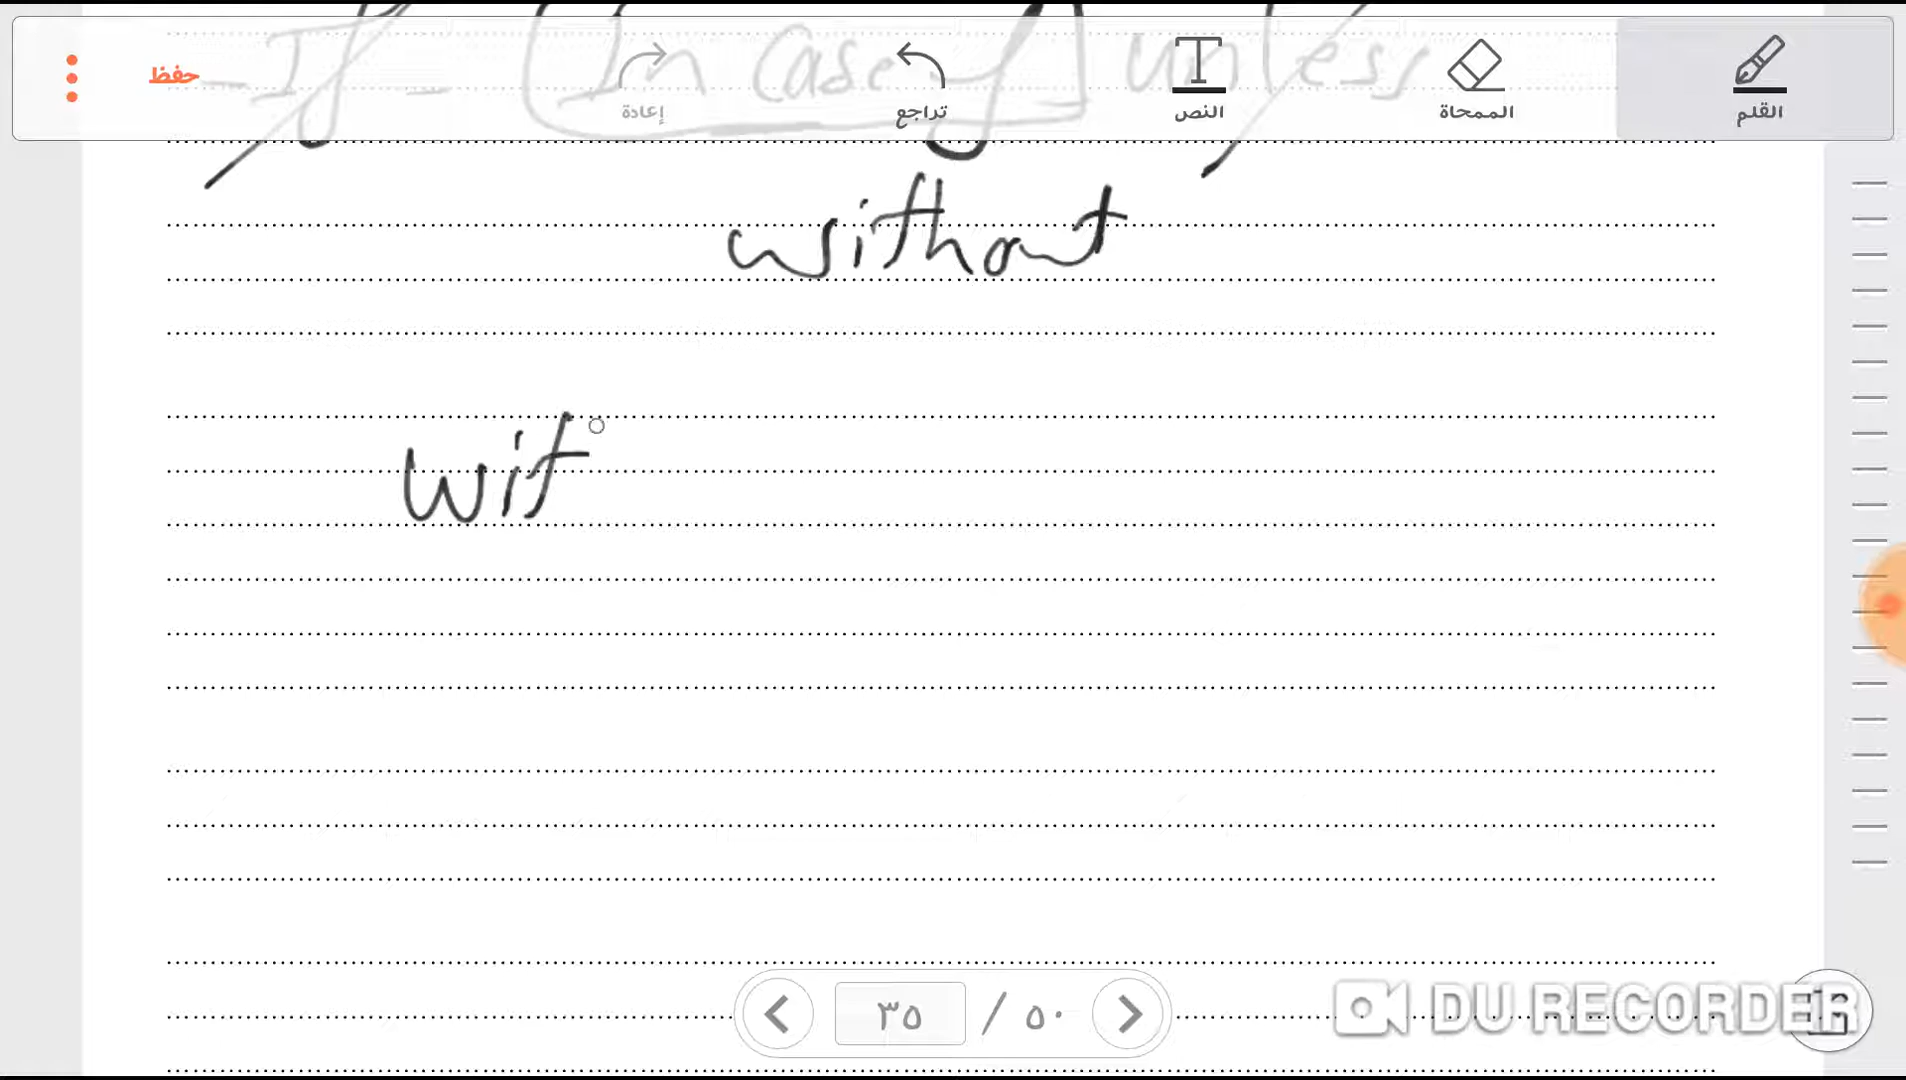 - If - (In case of) unless
حفظ إعادة تراجع النص الممحاة القلم
without
wit
٣٥ / ٥٠
DU RECORDER